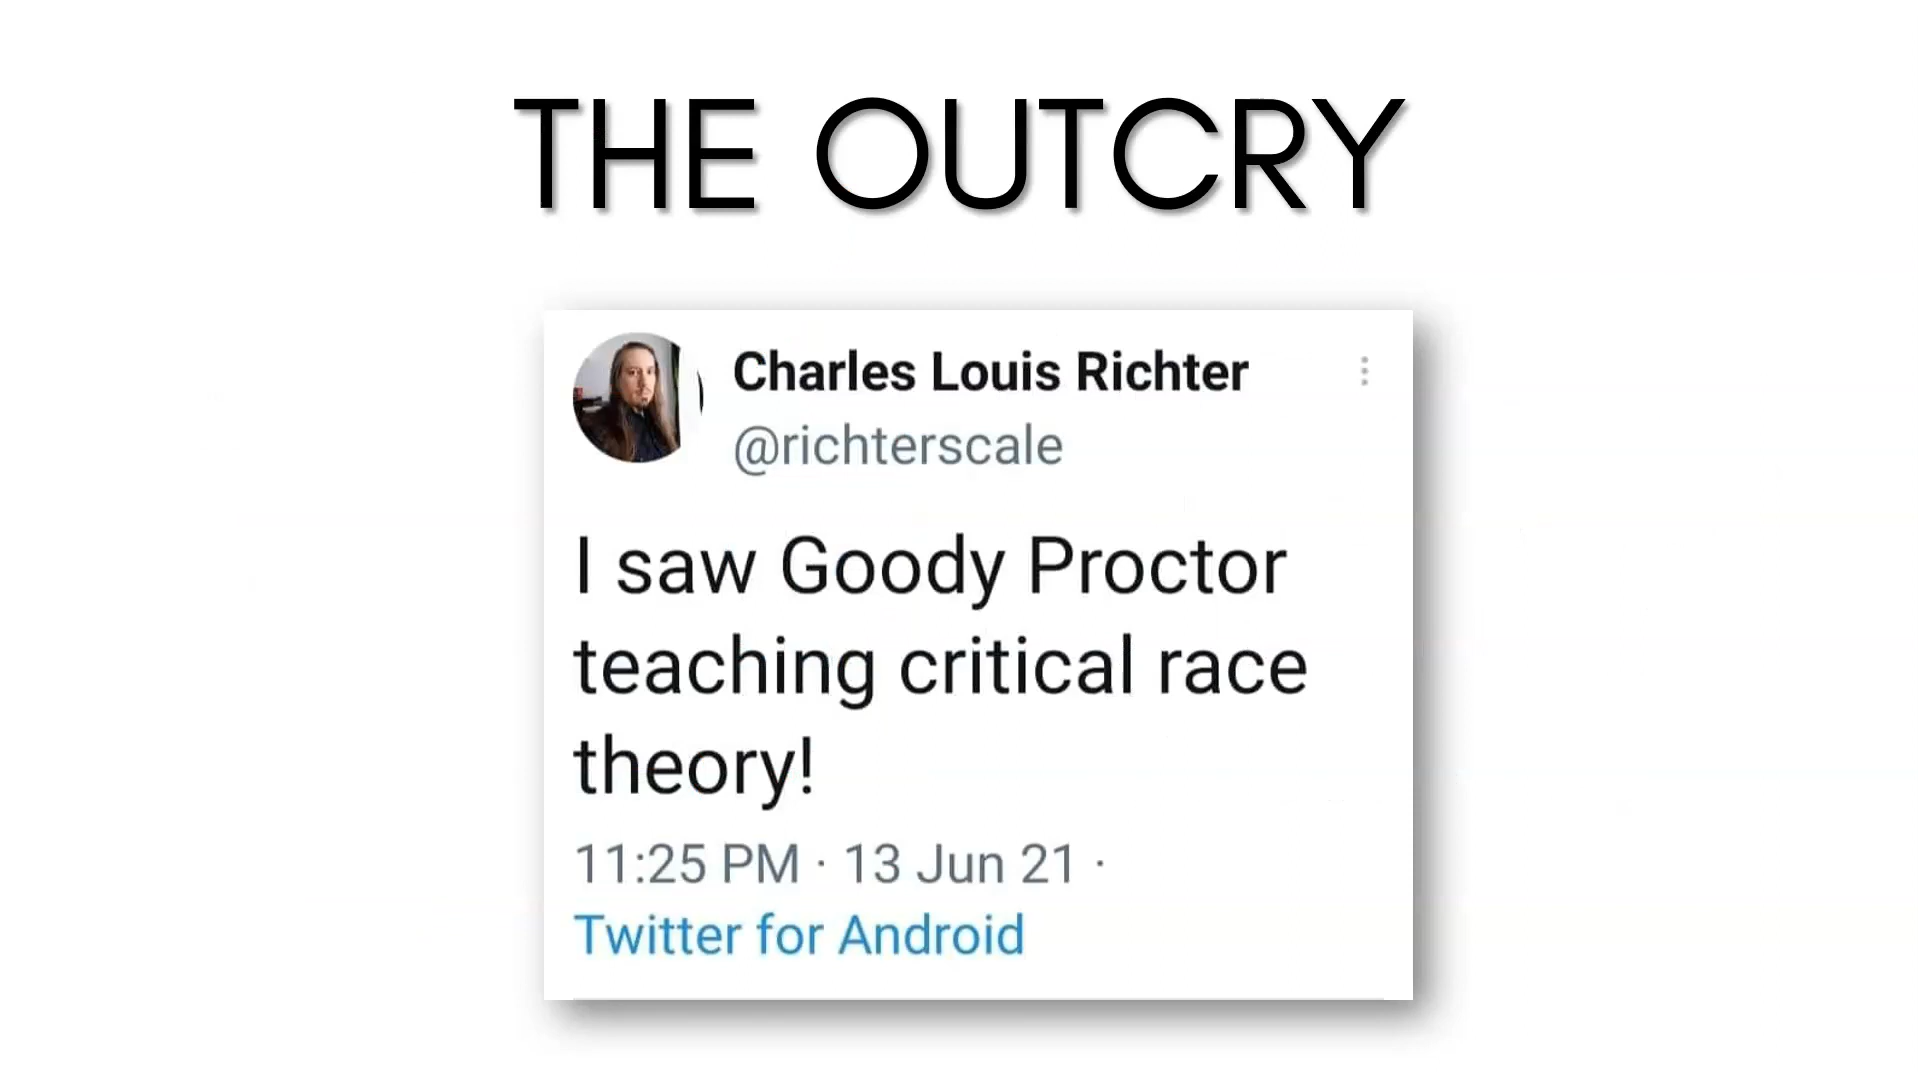 THE OUTCRY
Charles Louis Richter
@richterscale
I saw Goody Proctor
teaching critical race
theory!
11:25 PM · 13 Jun 21 ·
Twitter for Android